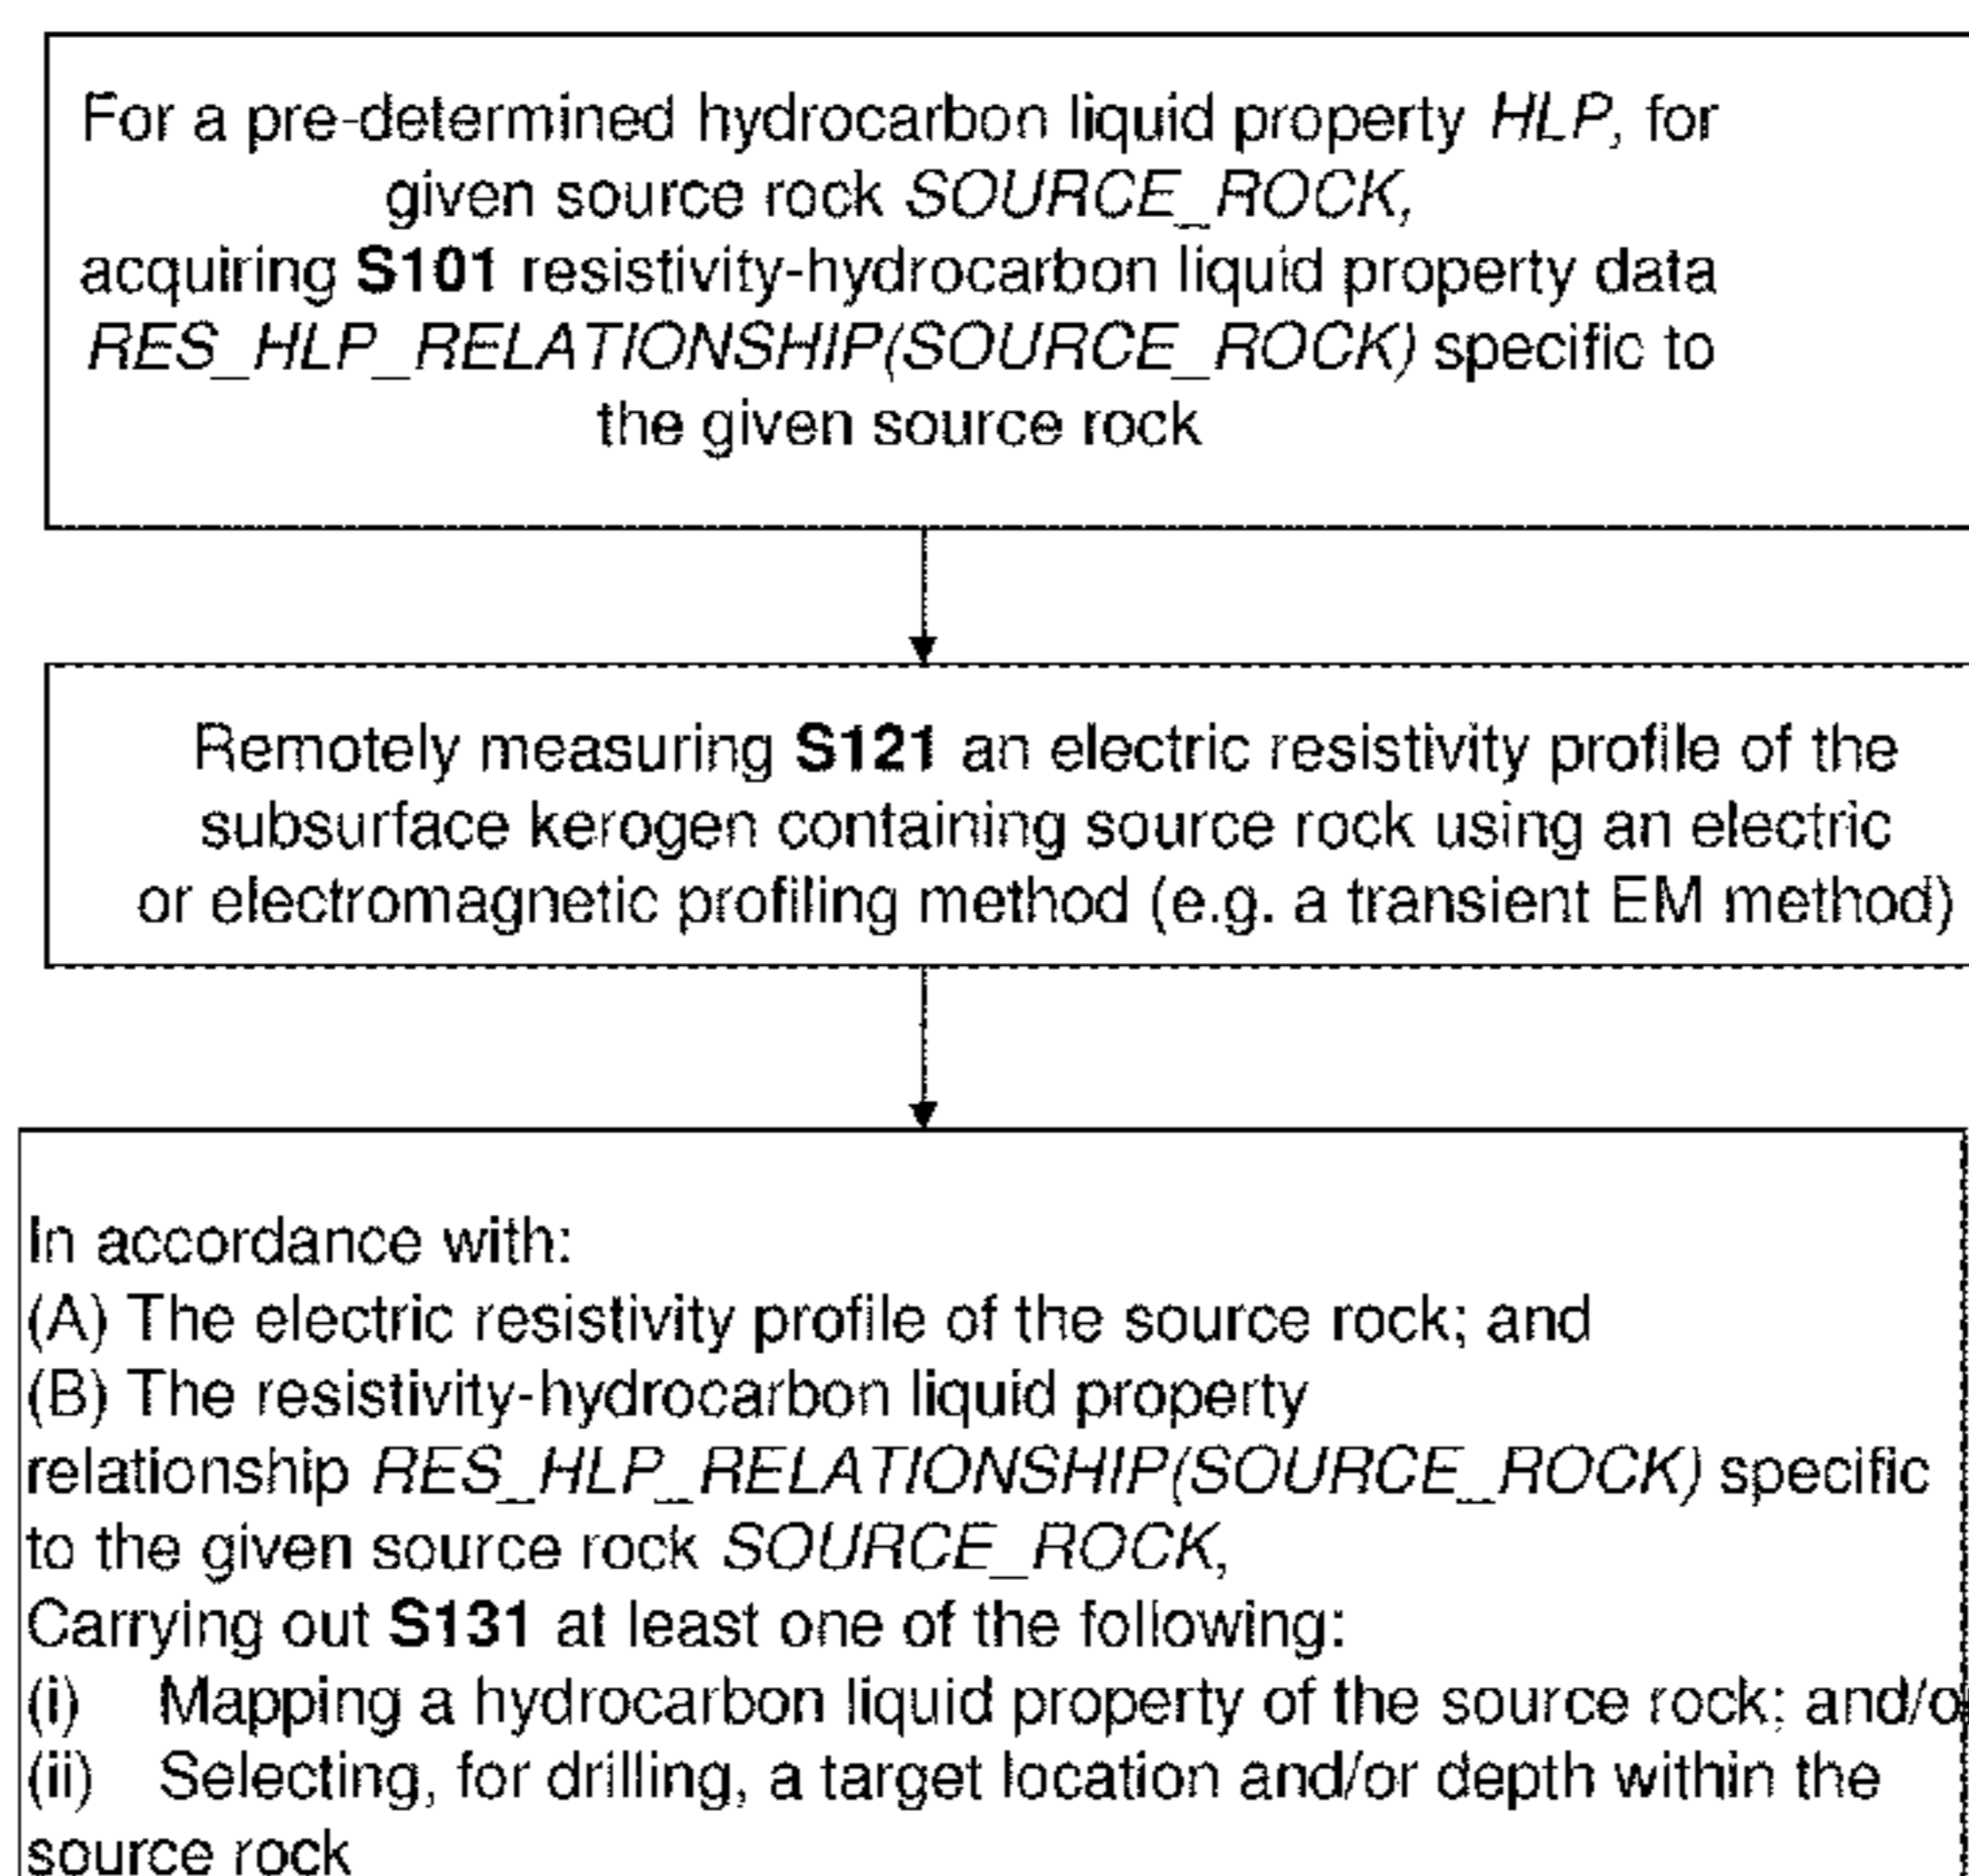 For a pre-determined hydrocarbon liquid property HLP, for
given source rock SOURCE_ROCK,
acquiring S101 resistivity-hydrocarbon liquid property data
RES_HLP_RELATIONSHIP(SOURCE_ROCK) specific to
the given source rock
Remotely measuring S121 an electric resistivity profile of the
subsurface kerogen containing source rock using an electric
or electromagnetic profiling method (e.g. a transient EM method)
In accordance with:
(A) The electric resistivity profile of the source rock; and
(B) The resistivity-hydrocarbon liquid property
relationship RES_HLP_RELATIONSHIP(SOURCE_ROCK) specific
to the given source rock SOURCE_ROCK,
Carrying out S131 at least one of the following:
(i) Mapping a hydrocarbon liquid property of the source rock; and/o
(ii) Selecting, for drilling, a target location and/or depth within the
source rock